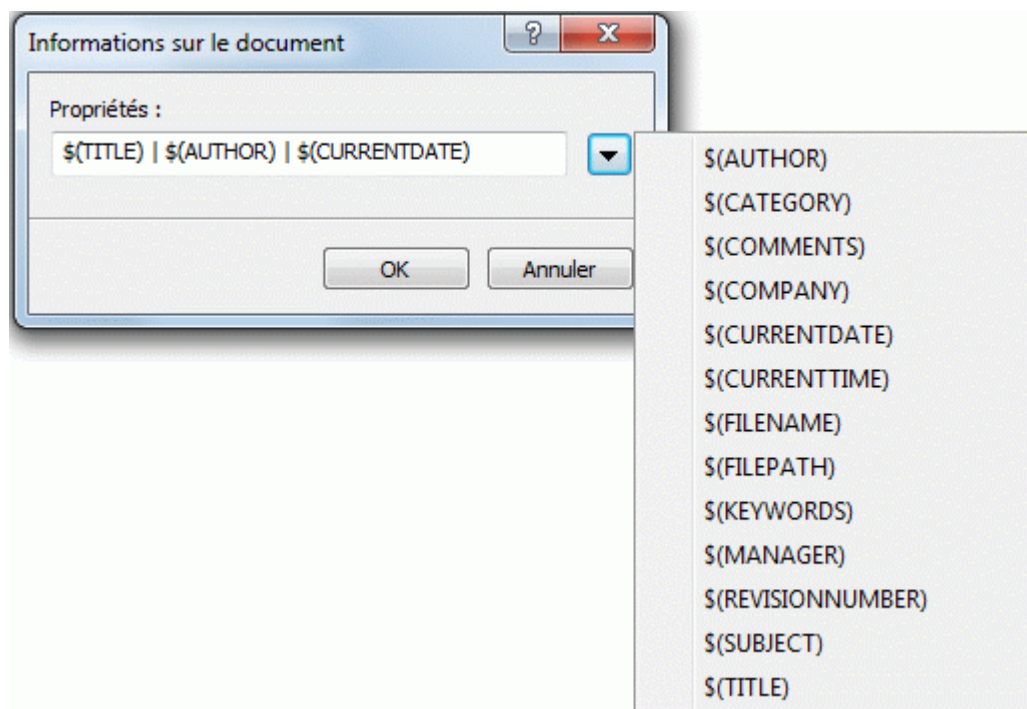 Informations sur le document
Propriétés :
$(TITLE) | $(AUTHOR) | $(CURRENTDATE)
OK
Annuler
$(AUTHOR)
$(CATEGORY)
$(COMMENTS)
$(COMPANY)
$(CURRENTDATE)
$(CURRENTTIME)
$(FILENAME)
$(FILEPATH)
$(KEYWORDS)
$(MANAGER)
$(REVISIONNUMBER)
$(SUBJECT)
$(TITLE)